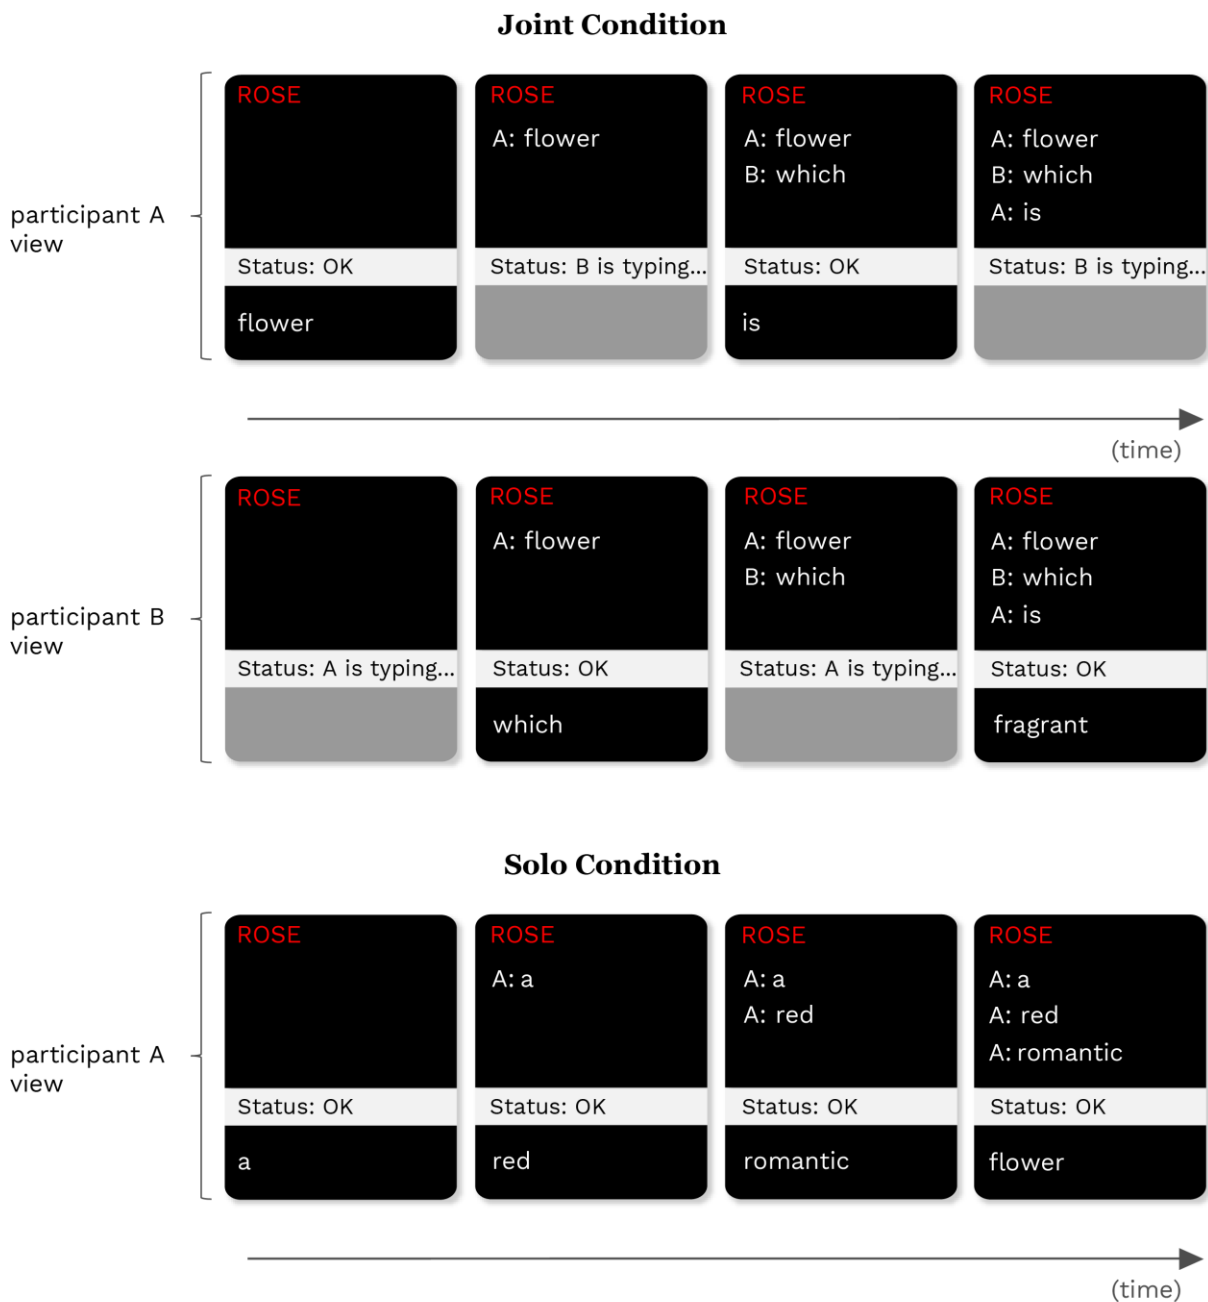 Joint Condition
participant A
view
ROSE
Status: OK
flower
ROSE
A: flower
Status: B is typing...
ROSE
A: flower
B: which
Status: OK
is
ROSE
A: flower
B: which
A: is
Status: B is typing...
(time)
participant B
view
ROSE
Status: A is typing...
ROSE
A: flower
Status: OK
which
ROSE
A: flower
B: which
Status: A is typing...
ROSE
A: flower
B: which
A: is
Status: OK
fragrant
Solo Condition
participant A
view
ROSE
Status: OK
a
ROSE
A: a
Status: OK
red
ROSE
A: a
A: red
Status: OK
romantic
ROSE
A: a
A: red
A: romantic
Status: OK
flower
(time)